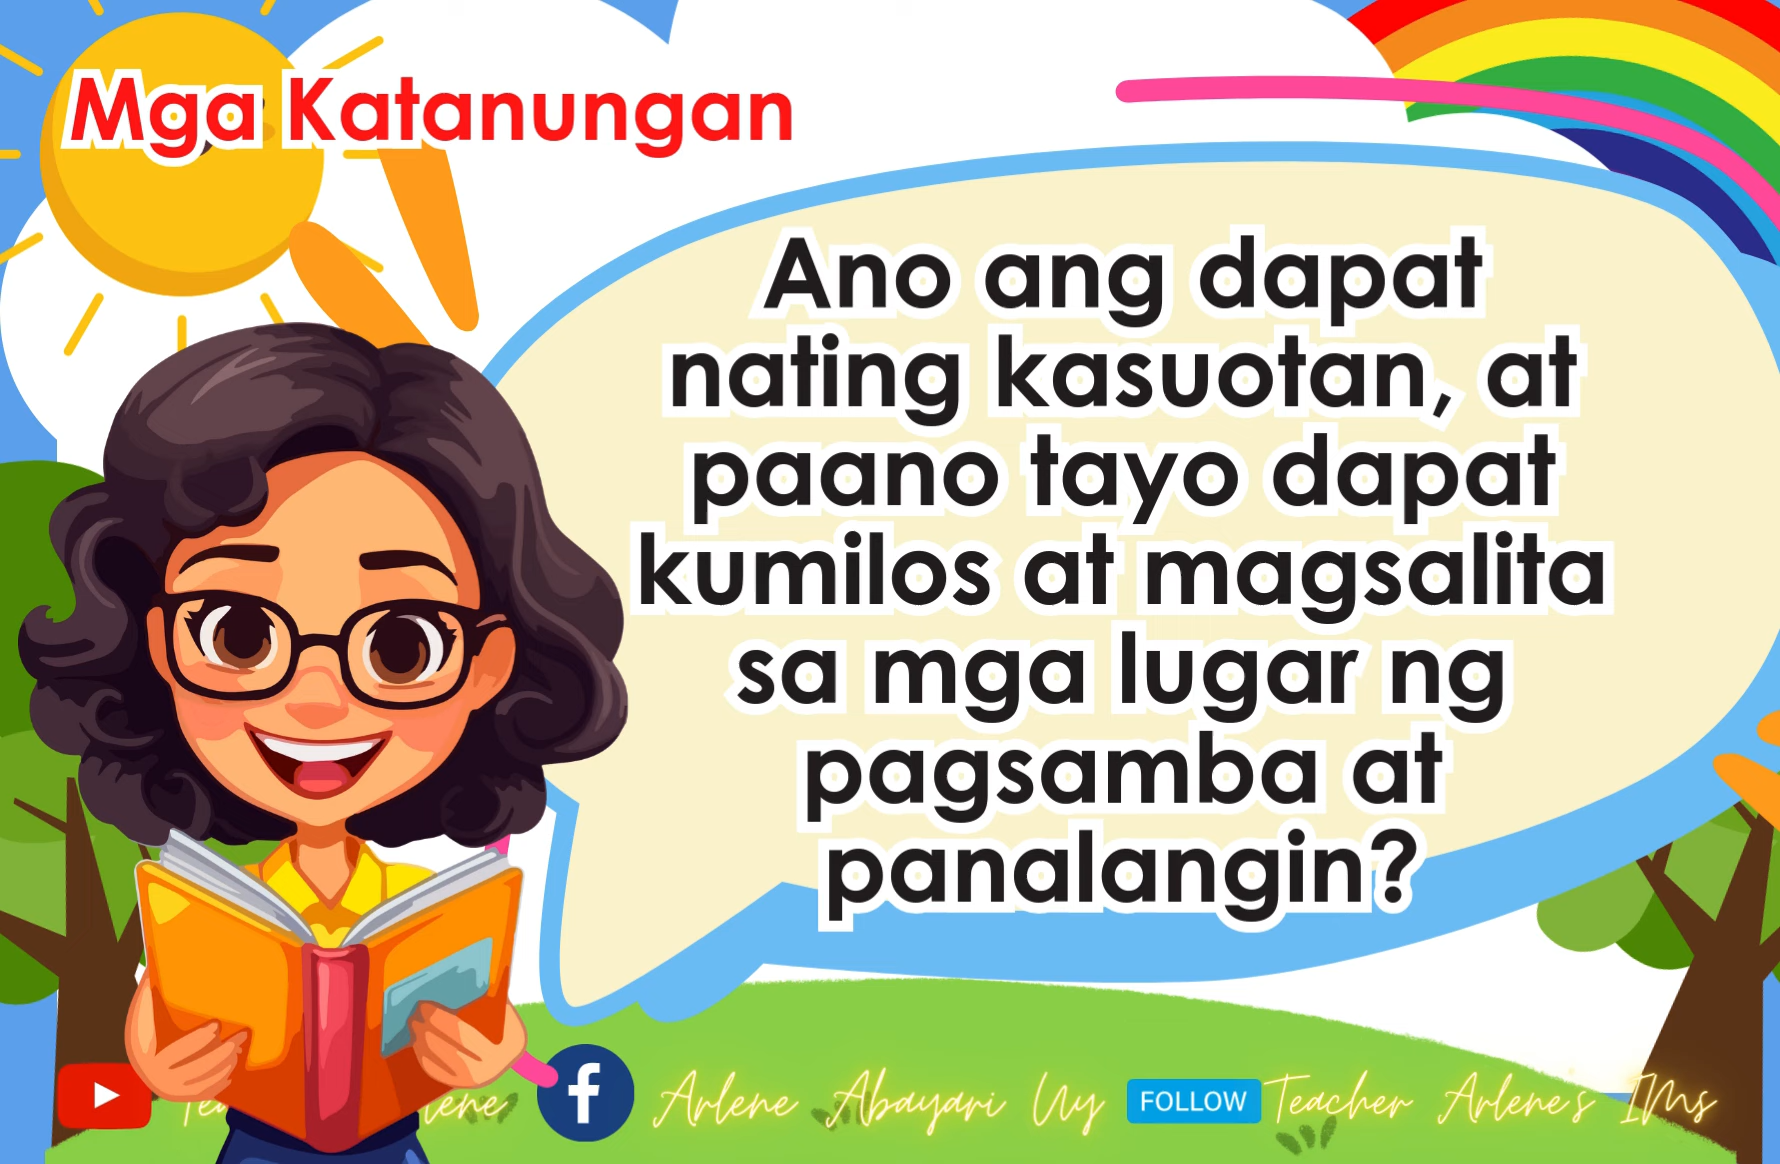 Mga Katanungan
Ano ang dapat
nating kasuotan, at
paano tayo dapat
kumilos at magsalita
sa mga lugar ng
pagsamba at
panalangin?
Arlene Abayari Uy
FOLLOW
Teacher Arlene's IMs